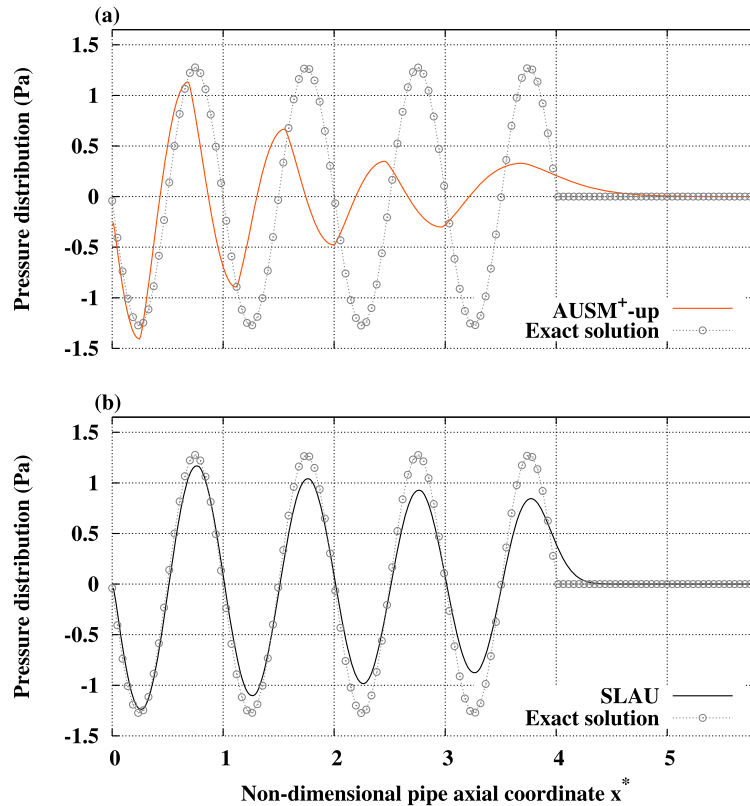 (a)
1.5
1
0.5
0
-0.5
-1
-1.5
Pressure distribution (Pa)
AUSM+-up
Exact solution
(b)
1.5
1
0.5
0
-0.5
-1
-1.5
Pressure distribution (Pa)
SLAU
Exact solution
0 1 2 3 4 5
Non-dimensional pipe axial coordinate x*